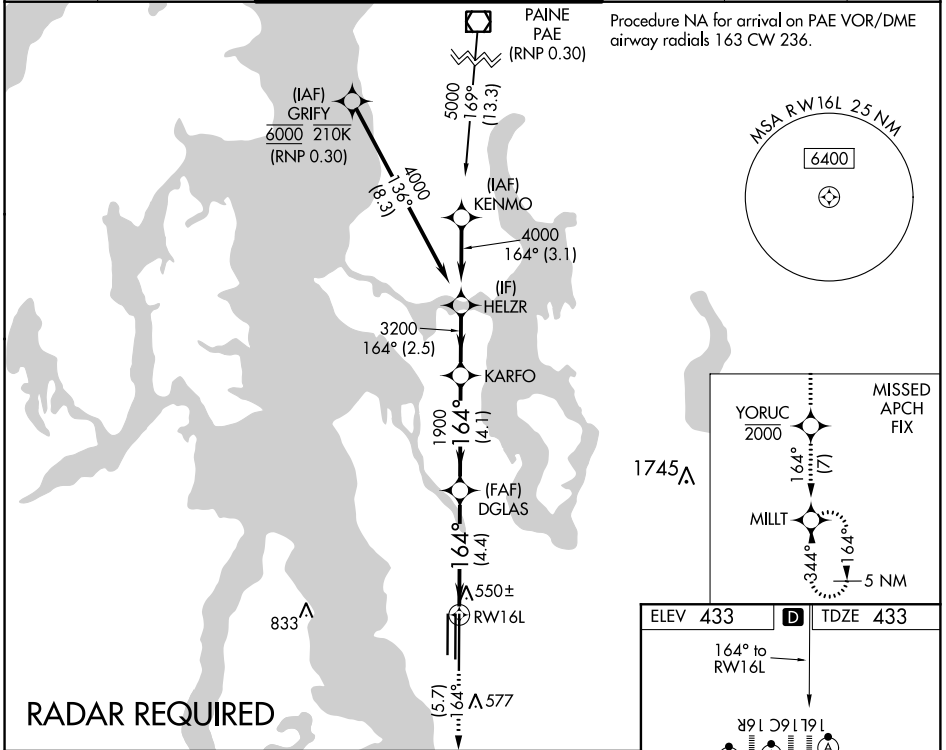 PAINE
PAE
(RNP 0.30)
Procedure NA for arrival on PAE VOR/DME
airway radials 163 CW 236.
(IAF)
GRIFY
6000 210K
(RNP 0.30)
5000
169°
(13.3)
MSA RW16L 25 NM
6400
4000
136°
(8.3)
(IAF)
KENMO
4000
164° (3.1)
(IF)
HELZR
3200
164° (2.5)
KARFO
1900
164°
(4.1)
(FAF)
DGLAS
164°
(4.4)
550±
RW16L
833
577
(5.7)
164°
1745
MISSED
APCH
FIX
YORUC
2000
164°
(7)
MILLT
344°
164°
5 NM
ELEV 433
D
TDZE 433
164° to
RW16L
16R
16C
16L
A
RADAR REQUIRED